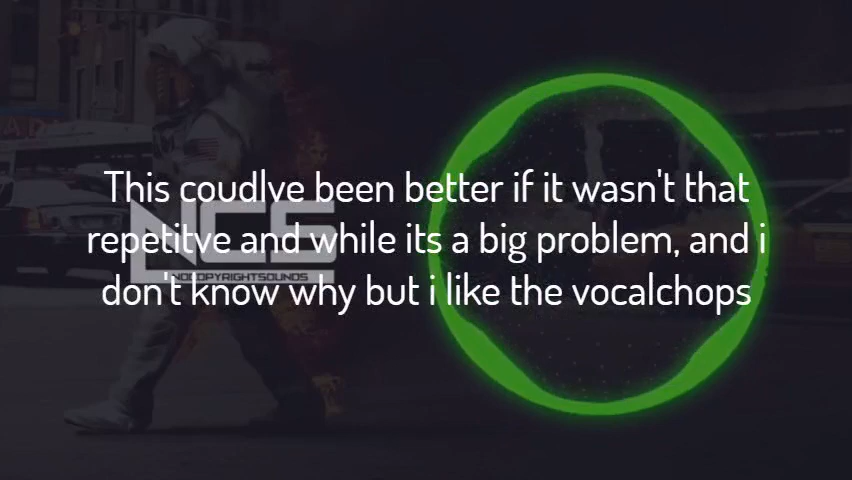 This coudlve been better if it wasn't that
repetitve and while its a big problem, and i
don't know why but i like the vocalchops
NCS
NOCOPYRIGHTSOUNDS